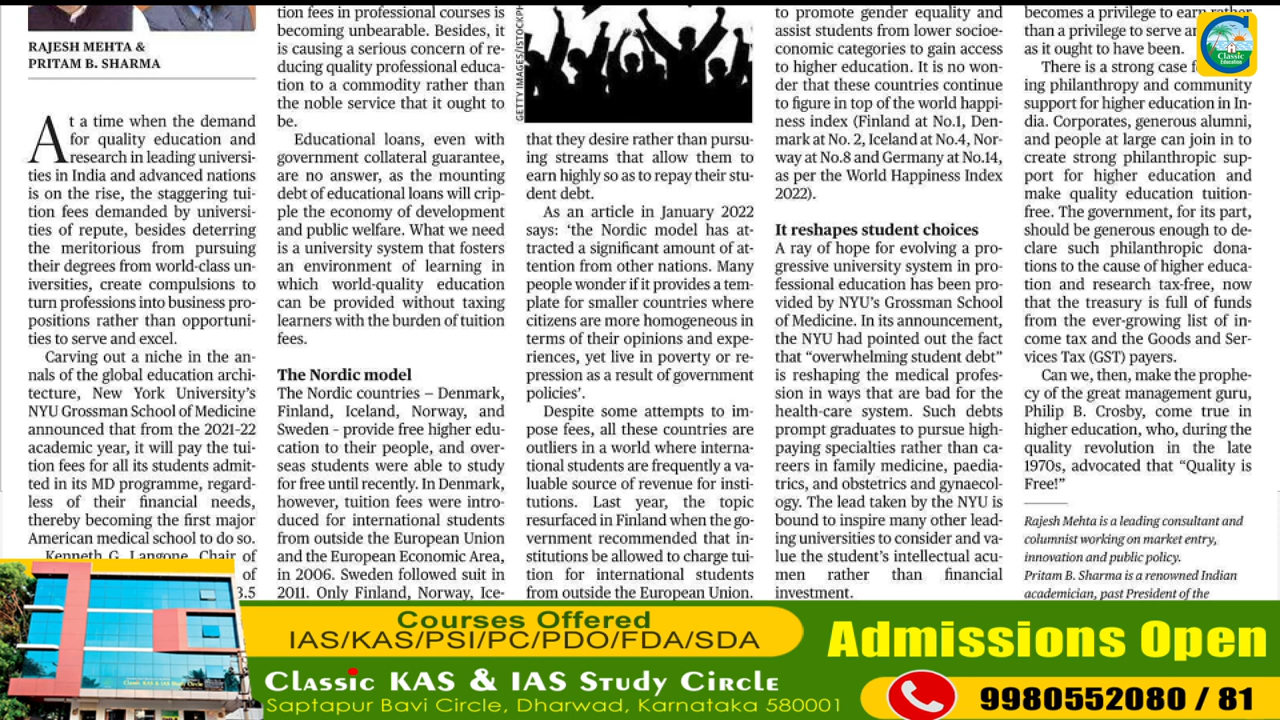 RAJESH MEHTA &
PRITAM B. SHARMA
At a time when the demand
for quality education and
research in leading universi-
ties in India and advanced nations
is on the rise, the staggering tui-
tion fees demanded by universi-
ties of repute, besides deterring
the meritorious from pursuing
their degrees from world-class un-
iversities, create compulsions to
turn professions into business pro-
positions rather than opportuni-
ties to serve and excel.
Carving out a niche in the an-
nals of the global education archi-
tecture, New York University's
NYU Grossman School of Medicine
announced that from the 2021-22
academic year, it will pay the tui-
tion fees for all its students admit-
ted in its MD programme, regard-
less of their financial needs,
thereby becoming the first major
American medical school to do so.
Kenneth G. Langone, Chair of
of
3.5
tion fees in professional courses is
becoming unbearable. Besides, it
is causing a serious concern of re-
ducing quality professional educa-
tion to a commodity rather than
the noble service that it ought to
be.
Educational loans, even with
government collateral guarantee,
are no answer, as the mounting
debt of educational loans will crip-
ple the economy of development
and public welfare. What we need
is a university system that fosters
an environment of learning in
which world-quality education
can be provided without taxing
learners with the burden of tuition
fees.
The Nordic model
The Nordic countries – Denmark,
Finland, Iceland, Norway, and
Sweden - provide free higher edu-
cation to their people, and over-
seas students were able to study
for free until recently. In Denmark,
however, tuition fees were intro-
duced for international students
from outside the European Union
and the European Economic Area,
in 2006. Sweden followed suit in
2011. Only Finland, Norway, Ice-
GETTY IMAGES/ISTOCKPH
that they desire rather than pursu-
ing streams that allow them to
earn highly so as to repay their stu-
dent debt.
As an article in January 2022
says: 'the Nordic model has at-
tracted a significant amount of at-
tention from other nations. Many
people wonder if it provides a tem-
plate for smaller countries where
citizens are more homogeneous in
terms of their opinions and expe-
riences, yet live in poverty or re-
pression as a result of government
policies'.
Despite some attempts to im-
pose fees, all these countries are
outliers in a world where interna-
tional students are frequently a va-
luable source of revenue for insti-
tutions. Last year, the topic
resurfaced in Finland when the go-
vernment recommended that in-
stitutions be allowed to charge tui-
tion for international students
from outside the European Union.
to promote gender equality and
assist students from lower socioe-
conomic categories to gain access
to higher education. It is no won-
der that these countries continue
to figure in top of the world happi-
ness index (Finland at No.1, Den-
mark at No. 2, Iceland at No.4, Nor-
way at No.8 and Germany at No.14,
as per the World Happiness Index
2022).
It reshapes student choices
A ray of hope for evolving a pro-
gressive university system in pro-
fessional education has been pro-
vided by NYU's Grossman School
of Medicine. In its announcement,
the NYU had pointed out the fact
that "overwhelming student debt"
is reshaping the medical profes-
sion in ways that are bad for the
health-care system. Such debts
prompt graduates to pursue high-
paying specialties rather than ca-
reers in family medicine, paedia-
trics, and obstetrics and gynaecol-
ogy. The lead taken by the NYU is
bound to inspire many other lead-
ing universities to consider and va-
lue the student's intellectual acu-
men rather than financial
investment.
becomes a privilege to earn rather
than a privilege to serve an
as it ought to have been.
There is a strong case f
ing philanthropy and community
support for higher education in In-
dia. Corporates, generous alumni,
and people at large can join in to
create strong philanthropic sup-
port for higher education and
make quality education tuition-
free. The government, for its part,
should be generous enough to de-
clare such philanthropic dona-
tions to the cause of higher educa-
tion and research tax-free, now
that the treasury is full of funds
from the ever-growing list of in-
come tax and the Goods and Ser-
vices Tax (GST) payers.
Can we, then, make the prophe-
cy of the great management guru,
Philip B. Crosby, come true in
higher education, who, during the
quality revolution in the late
1970s, advocated that "Quality is
Free!"
Rajesh Mehta is a leading consultant and
columnist working on market entry,
innovation and public policy.
Pritam B. Sharma is a renowned Indian
academician, past President of the
Classic
Education
Classic KAS & IAS Study Circle
Courses Offered
IAS/KAS/PSI/PC/PDO/FDA/SDA
Classic KAS & IAS Study Circle
Saptapur Bavi Circle, Dharwad, Karnataka 580001
Admissions Open
9980552080 / 81